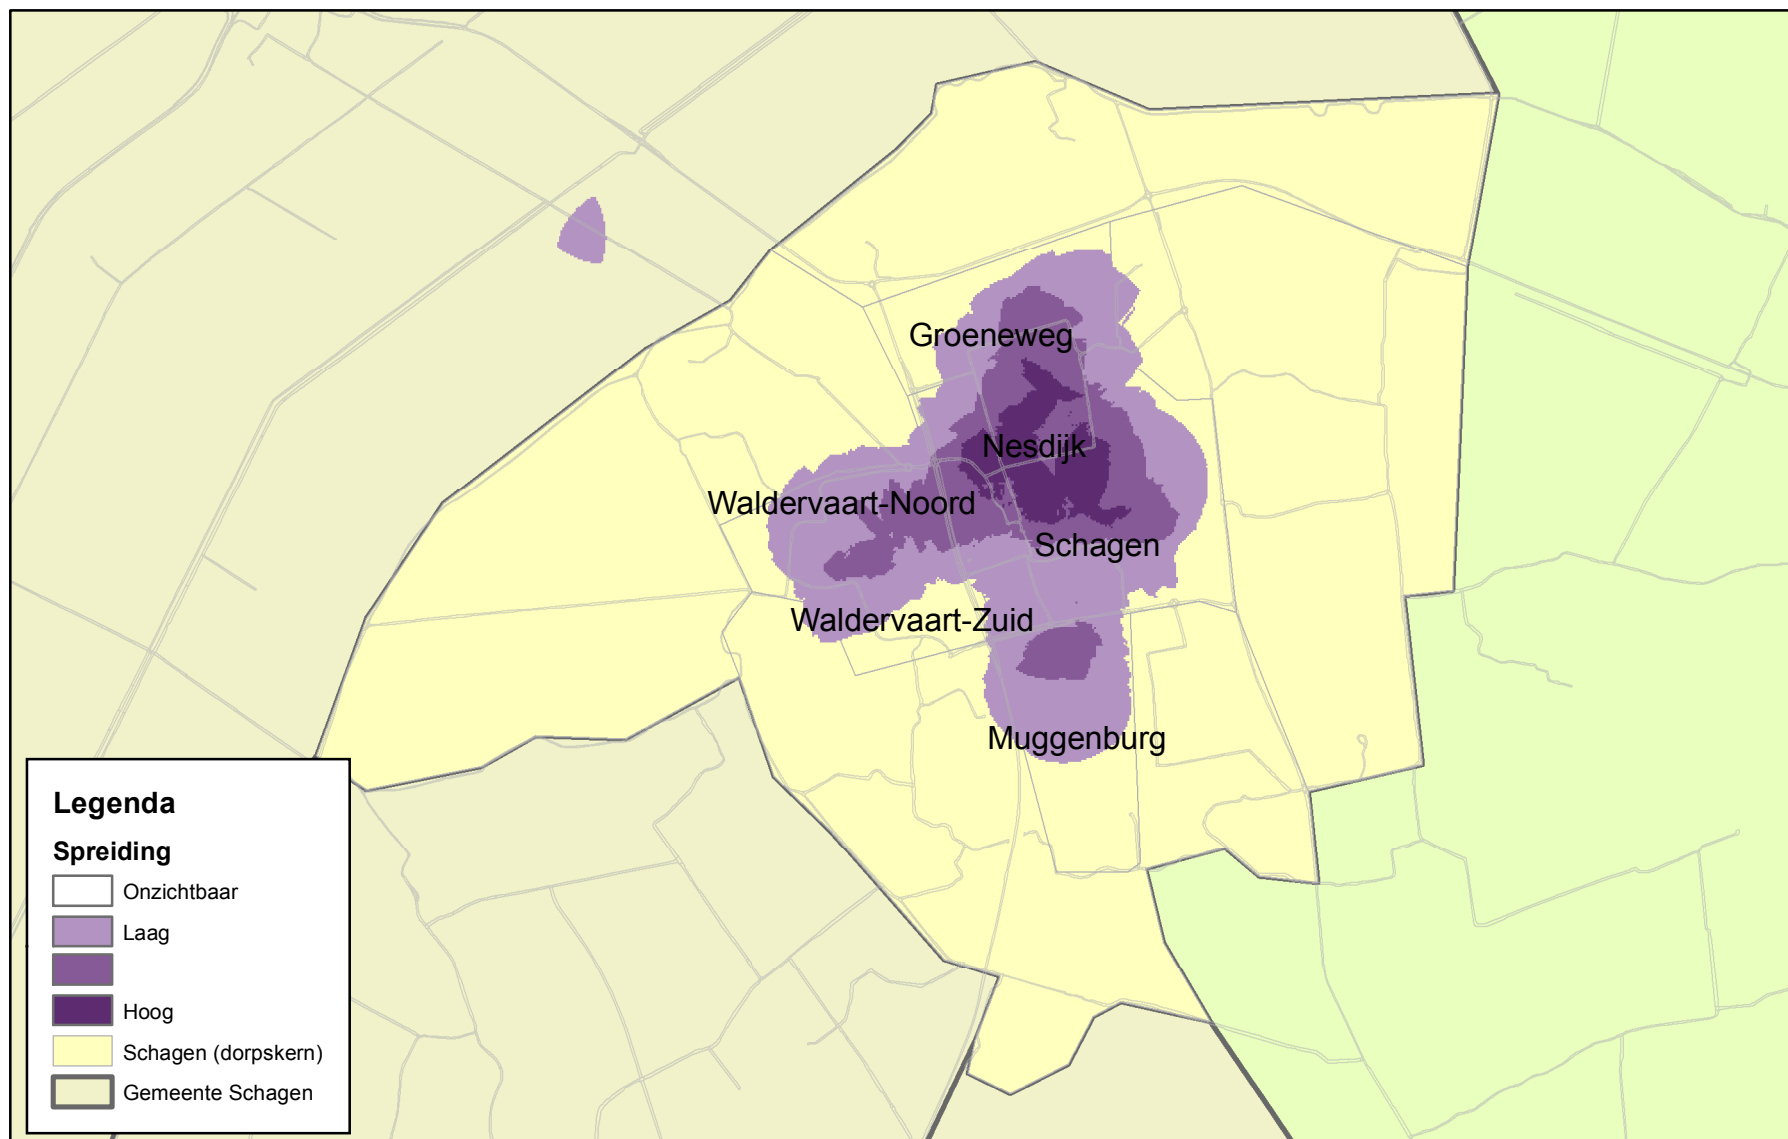 Groeneweg
Nesdijk
Waldervaart-Noord
Schagen
Waldervaart-Zuid
Muggenburg
Legenda
Spreiding
Onzichtbaar
Laag
Hoog
Schagen (dorpskern)
Gemeente Schagen